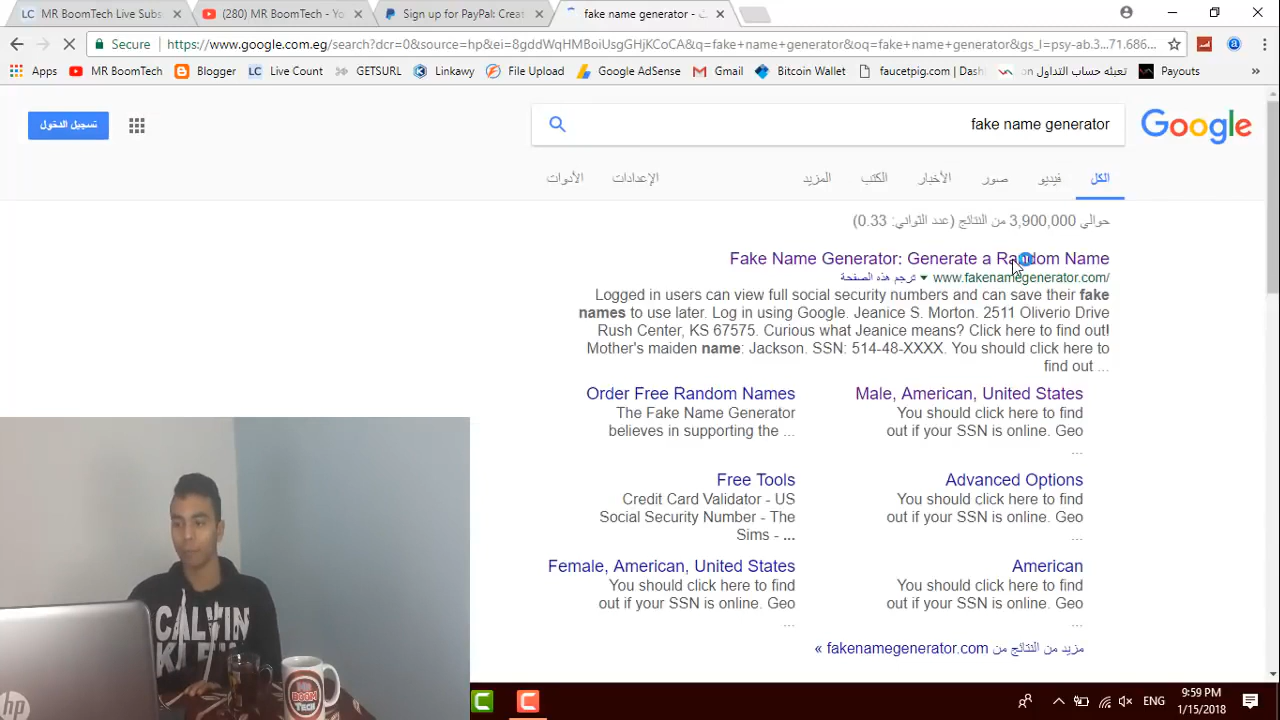 MR BoomTech Live Subs
(280) MR BoomTech - Yo
Sign up for PayPal: Creat
fake name generator - 
Secure
https://www.google.com.eg/search?dcr=0&source=hp&ei=8gddWqHMBoiUsgGHjKCoCA&q=fake+name+generator&oq=fake+name+generator&gs_l=psy-ab.3...71.686...
Apps
MR BoomTech
Blogger
LC Live Count
GETSURL
Linkawy
File Upload
Google AdSense
Gmail
Bitcoin Wallet
faucetpig.com | Dash
تعبئه حساب التداول on
Payouts
تسجيل الدخول
fake name generator
Google
الكل
فيديو
صور
الأخبار
الكتب
المزيد
الإعدادات
الأدوات
حوالي 3,900,000 من النتائج (عدد الثواني: 0.33)
Fake Name Generator: Generate a Random Name
www.fakenamegenerator.com/ ▼ ترجم هذه الصفحة
Logged in users can view full social security numbers and can save their fake
names to use later. Log in using Google. Jeanice S. Morton. 2511 Oliverio Drive
Rush Center, KS 67575. Curious what Jeanice means? Click here to find out!
Mother's maiden name: Jackson. SSN: 514-48-XXXX. You should click here to
find out ...
Order Free Random Names
The Fake Name Generator
believes in supporting the ...
Male, American, United States
You should click here to find
out if your SSN is online. Geo
...
Free Tools
Credit Card Validator - US
Social Security Number - The
Sims - ...
Advanced Options
You should click here to find
out if your SSN is online. Geo
...
Female, American, United States
You should click here to find
out if your SSN is online. Geo
...
American
You should click here to find
out if your SSN is online. Geo
...
مزيد من النتائج من fakenamegenerator.com »
CALVIN
hp
BOOM
TECH
ENG
9:59 PM
1/15/2018